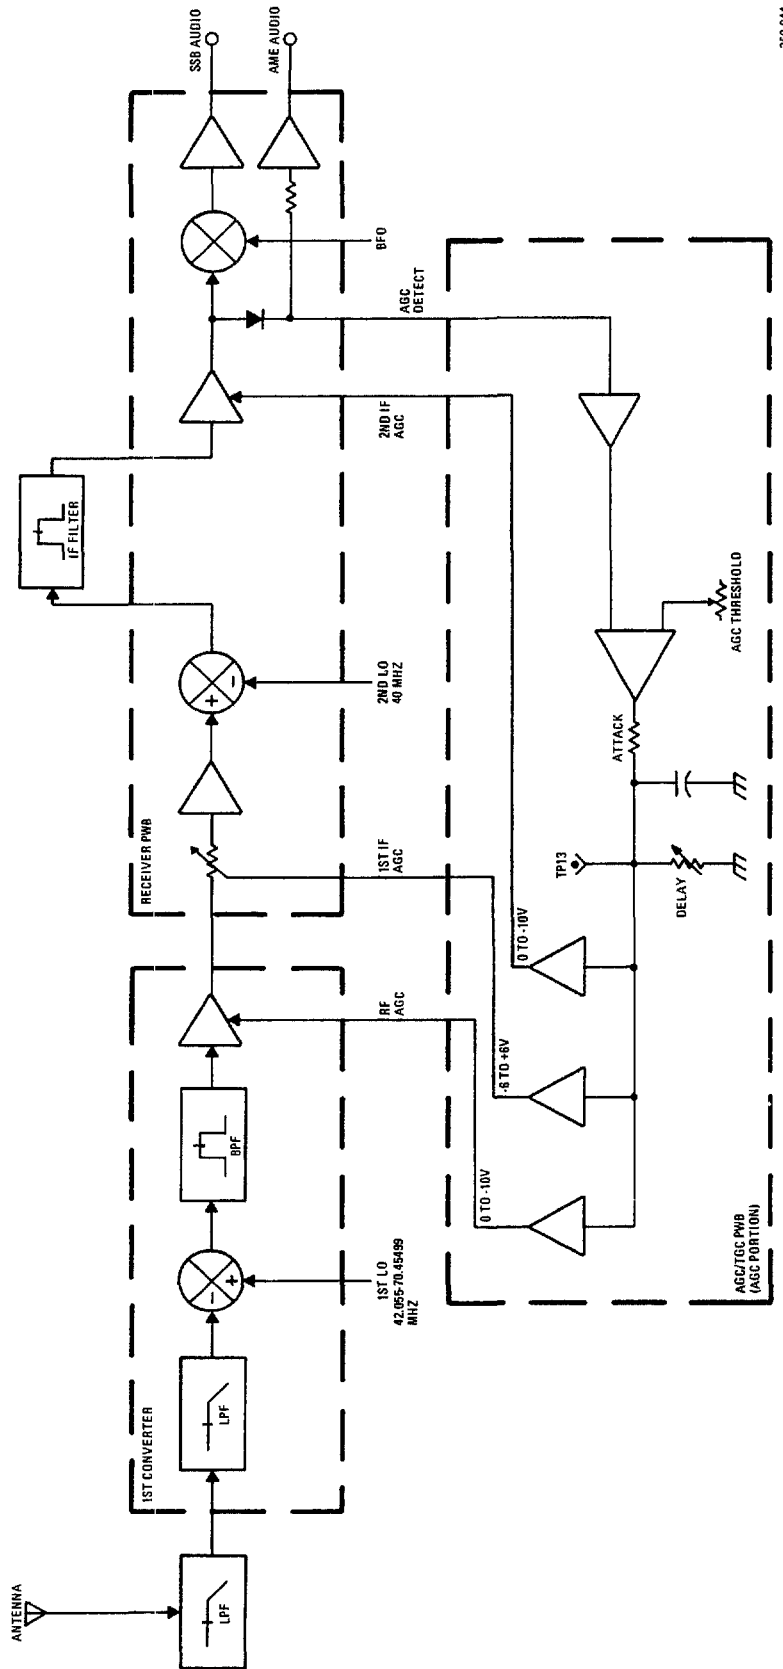 ANTENNA
LPF
1ST CONVERTER
LPF
- +
1ST LO
42.055-70.45499
MHZ
BPF
RF
AGC
RECEIVER PWB
1ST IF
AGC
+ -
2ND LO
40 MHZ
IF FILTER
2ND IF
AGC
AGC
DETECT
BFO
SSB AUDIO
AME AUDIO
0 TO -10V
-6 TO +6V
0 TO -10V
TP13
DELAY
ATTACK
AGC THRESHOLD
AGC/TGC PWB
(AGC PORTION)